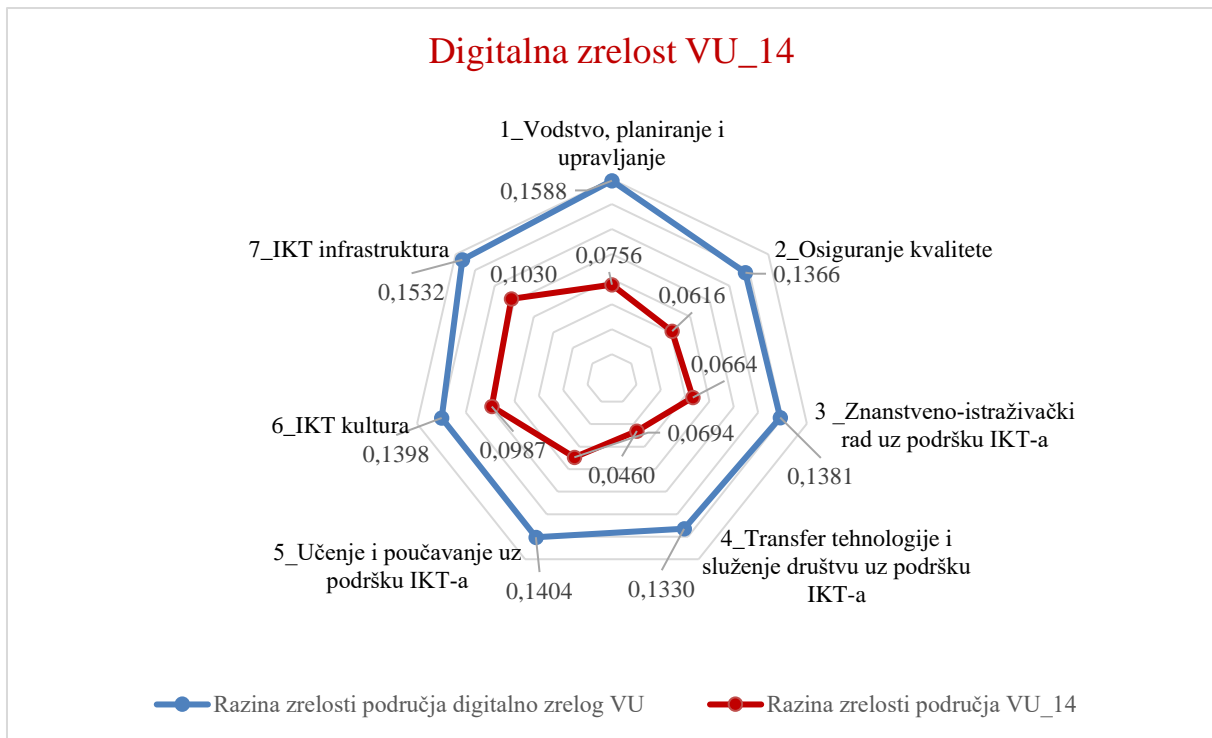 Digitalna zrelost VU_14
1_Vodstvo, planiranje i
upravljanje
0,1588
7_IKT infrastruktura
0,1532
0,1030
0,0756
0,0616
2_Osiguranje kvalitete
0,1366
0,0664
3 _Znanstveno-istraživački
rad uz podršku IKT-a
0,1381
6_IKT kultura
0,1398
0,0987
0,0460
0,0694
5_Učenje i poučavanje uz
podršku IKT-a
0,1404
4_Transfer tehnologije i
služenje društvu uz podršku
IKT-a
0,1330
Razina zrelosti područja digitalno zrelog VU
Razina zrelosti područja VU_14